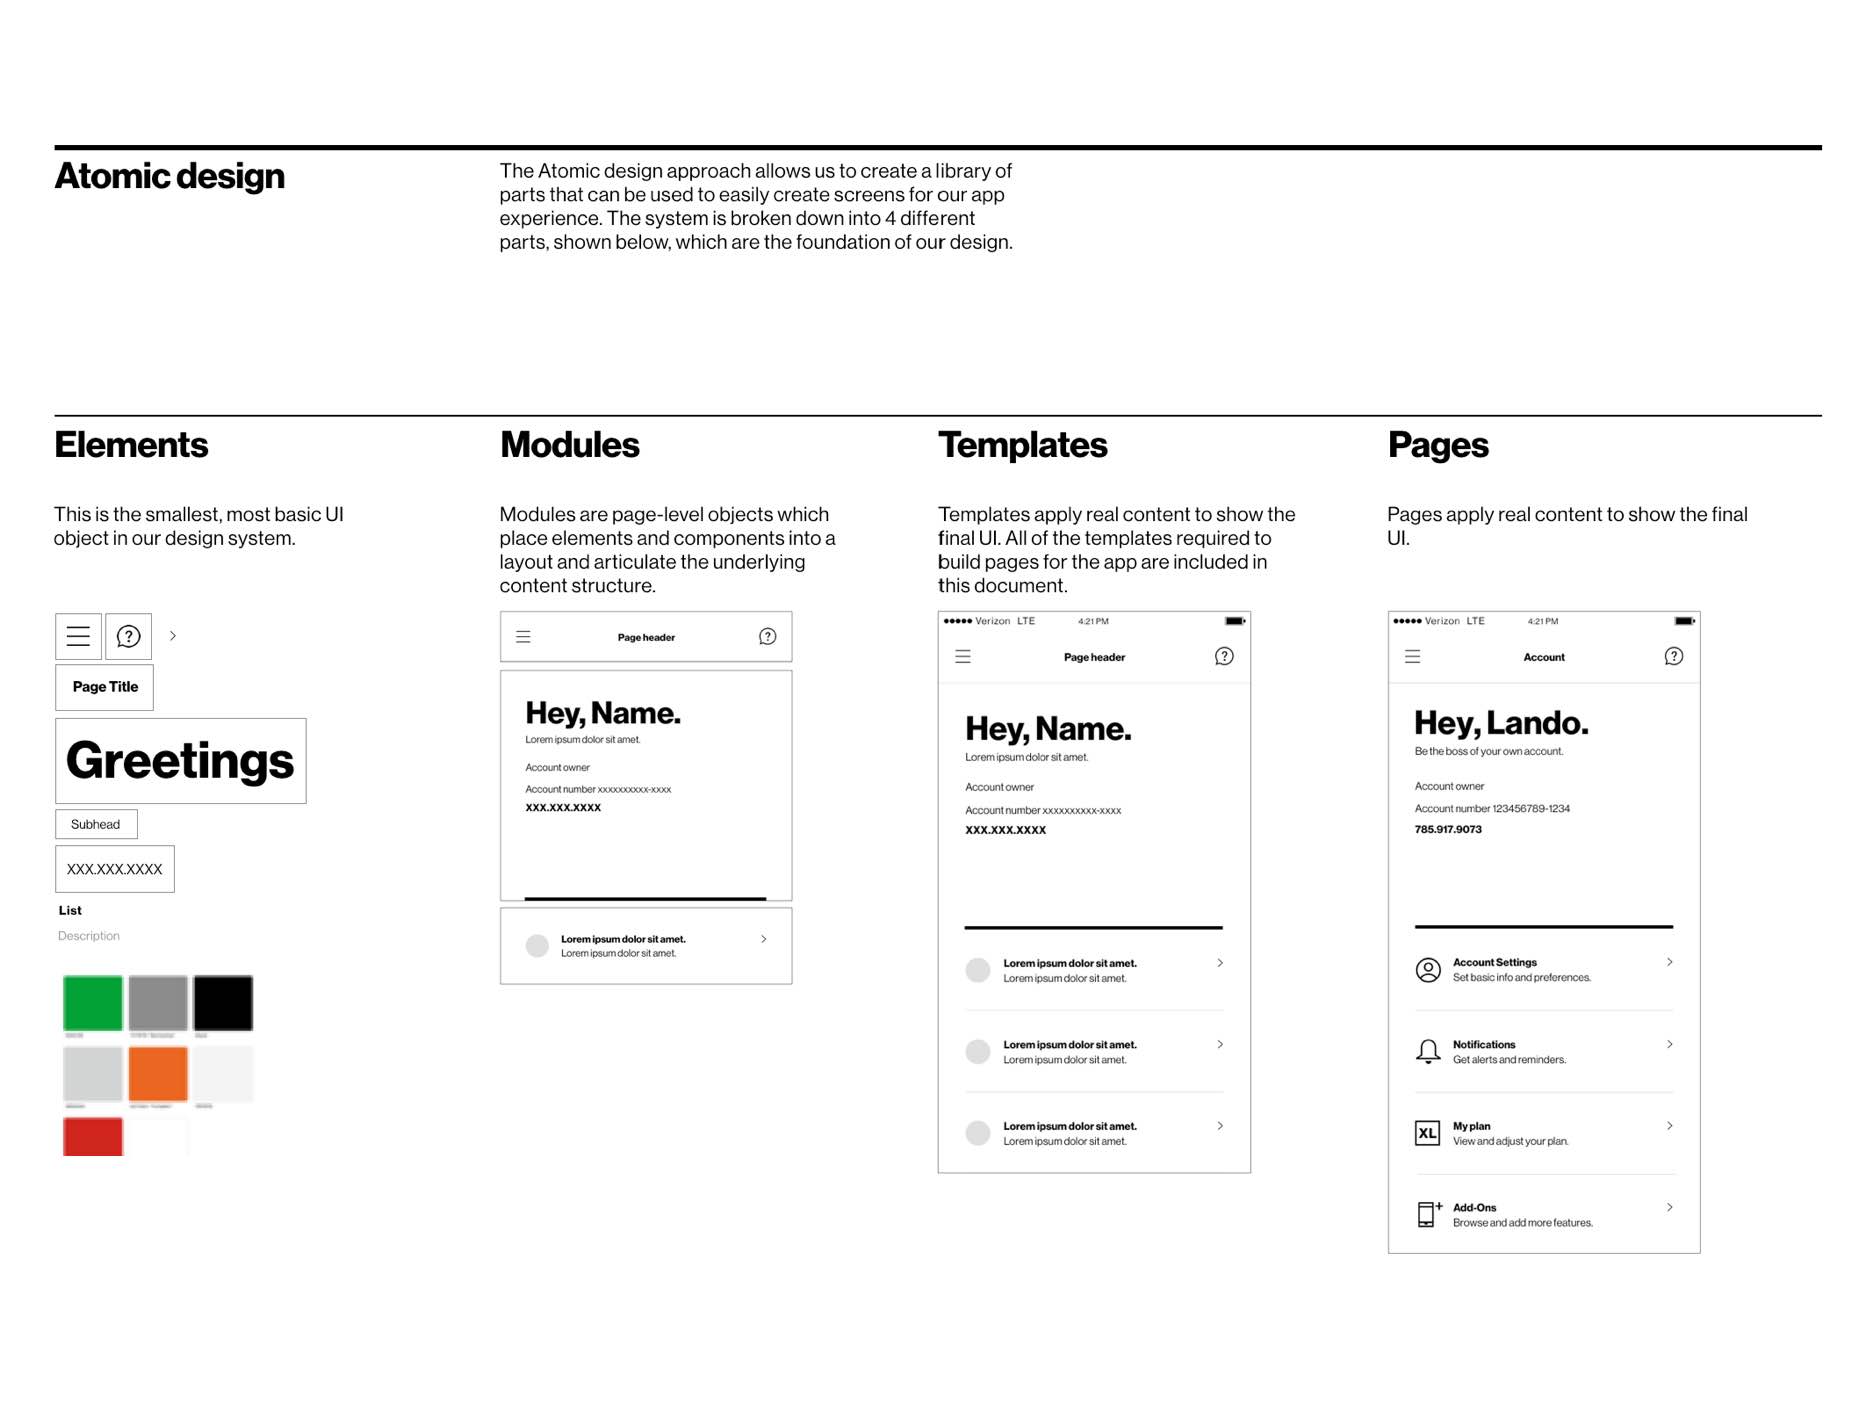 Atomic design
The Atomic design approach allows us to create a library of
parts that can be used to easily create screens for our app
experience. The system is broken down into 4 different
parts, shown below, which are the foundation of our design.
Elements
This is the smallest, most basic UI
object in our design system.
Page Title
Greetings
Subhead
XXX.XXX.XXXX
List
Description
Modules
Modules are page-level objects which
place elements and components into a
layout and articulate the underlying
content structure.
Page header
Hey, Name.
Lorem ipsum dolor sit amet.
Account owner
Account number xxxxxxxxxx-xxxx
xxx.xxx.xxxx
Lorem ipsum dolor sit amet.
Lorem ipsum dolor sit amet.
Templates
Templates apply real content to show the
final UI. All of the templates required to
build pages for the app are included in
this document.
Verizon LTE 4:21 PM
Page header
Hey, Name.
Lorem ipsum dolor sit amet.
Account owner
Account number xxxxxxxxxx-xxxx
xxx.xxx.xxxx
Lorem ipsum dolor sit amet.
Lorem ipsum dolor sit amet.
Lorem ipsum dolor sit amet.
Lorem ipsum dolor sit amet.
Lorem ipsum dolor sit amet.
Lorem ipsum dolor sit amet.
Pages
Pages apply real content to show the final
UI.
Verizon LTE 4:21 PM
Account
Hey, Lando.
Be the boss of your own account.
Account owner
Account number 123456789-1234
785.917.9073
Account Settings
Set basic info and preferences.
Notifications
Get alerts and reminders.
XL
My plan
View and adjust your plan.
Add-Ons
Browse and add more features.